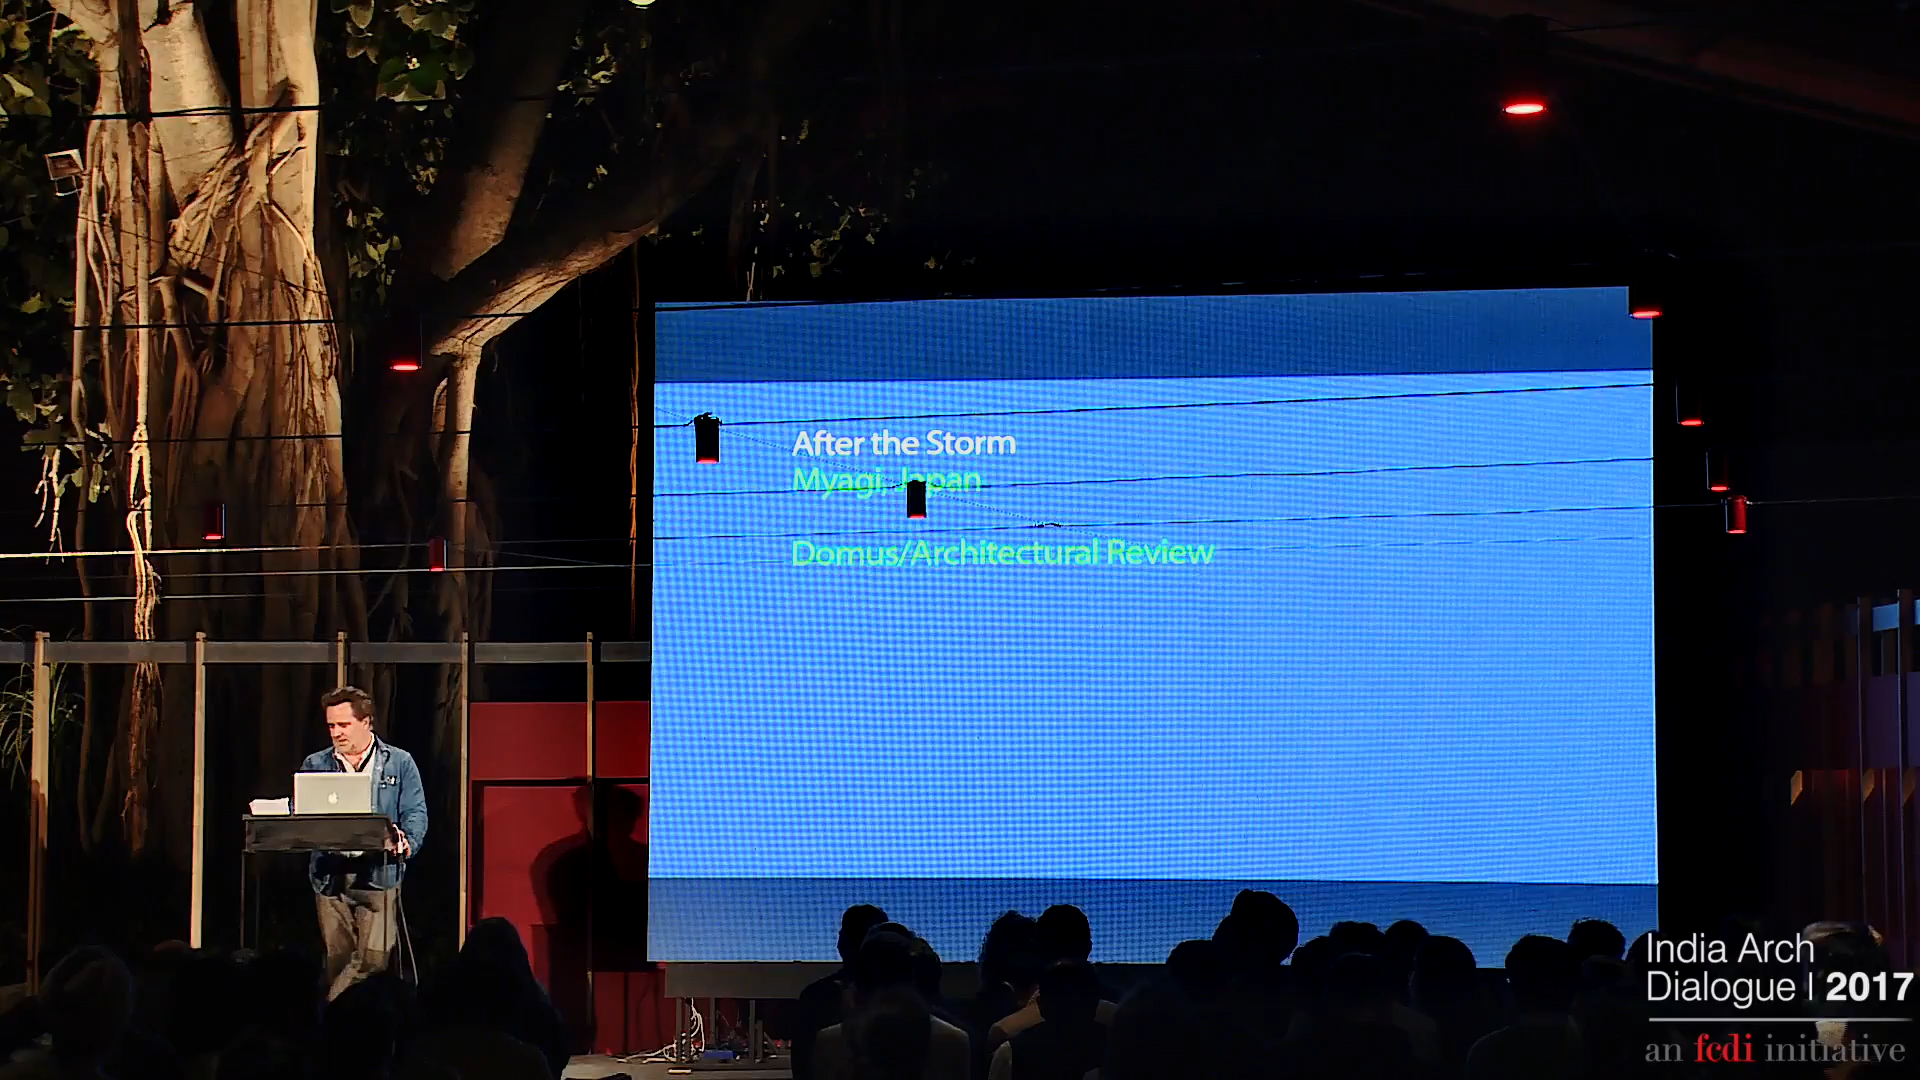 After the Storm
Myagi, Japan
Domus/Architectural Review
India Arch
Dialogue | 2017
an fcdi initiative